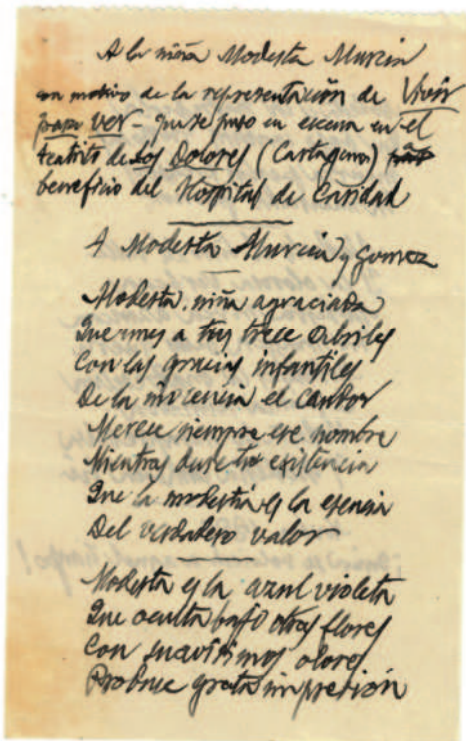 A la niña Modesta Murcia
con motivo de la representación de Vivir
para ver - que se puso en escena en el
teatrito de Los Dolores (Cartagena)
beneficio del Hospital de Caridad
A Modesta Murcia y Gomez
Modesta, niña agraciada
Que unes a tus trece Abriles
Con las gracias infantiles
De la inocencia el candor
Merece siempre ese nombre
Mientras dure tu existencia
Que la modestia es la esencia
Del verdadero valor
Modesta es la azul violeta
Que oculta bajo otras flores
Con suavísimos olores
Produce grata impresión